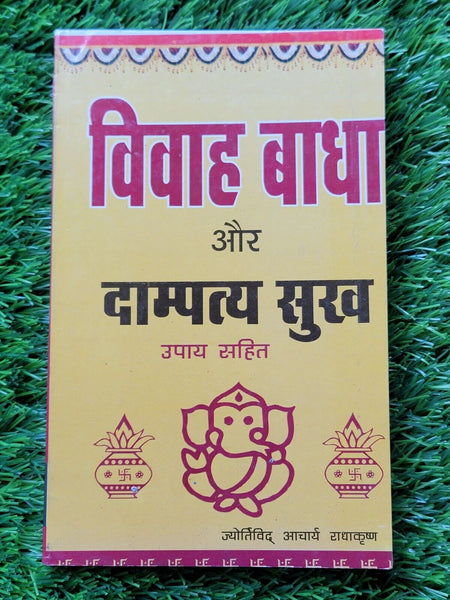 विवाह बाधा
और
दाम्पत्य सुख
उपाय सहित
ज्योर्तिविद् आचार्य राधाकृष्ण